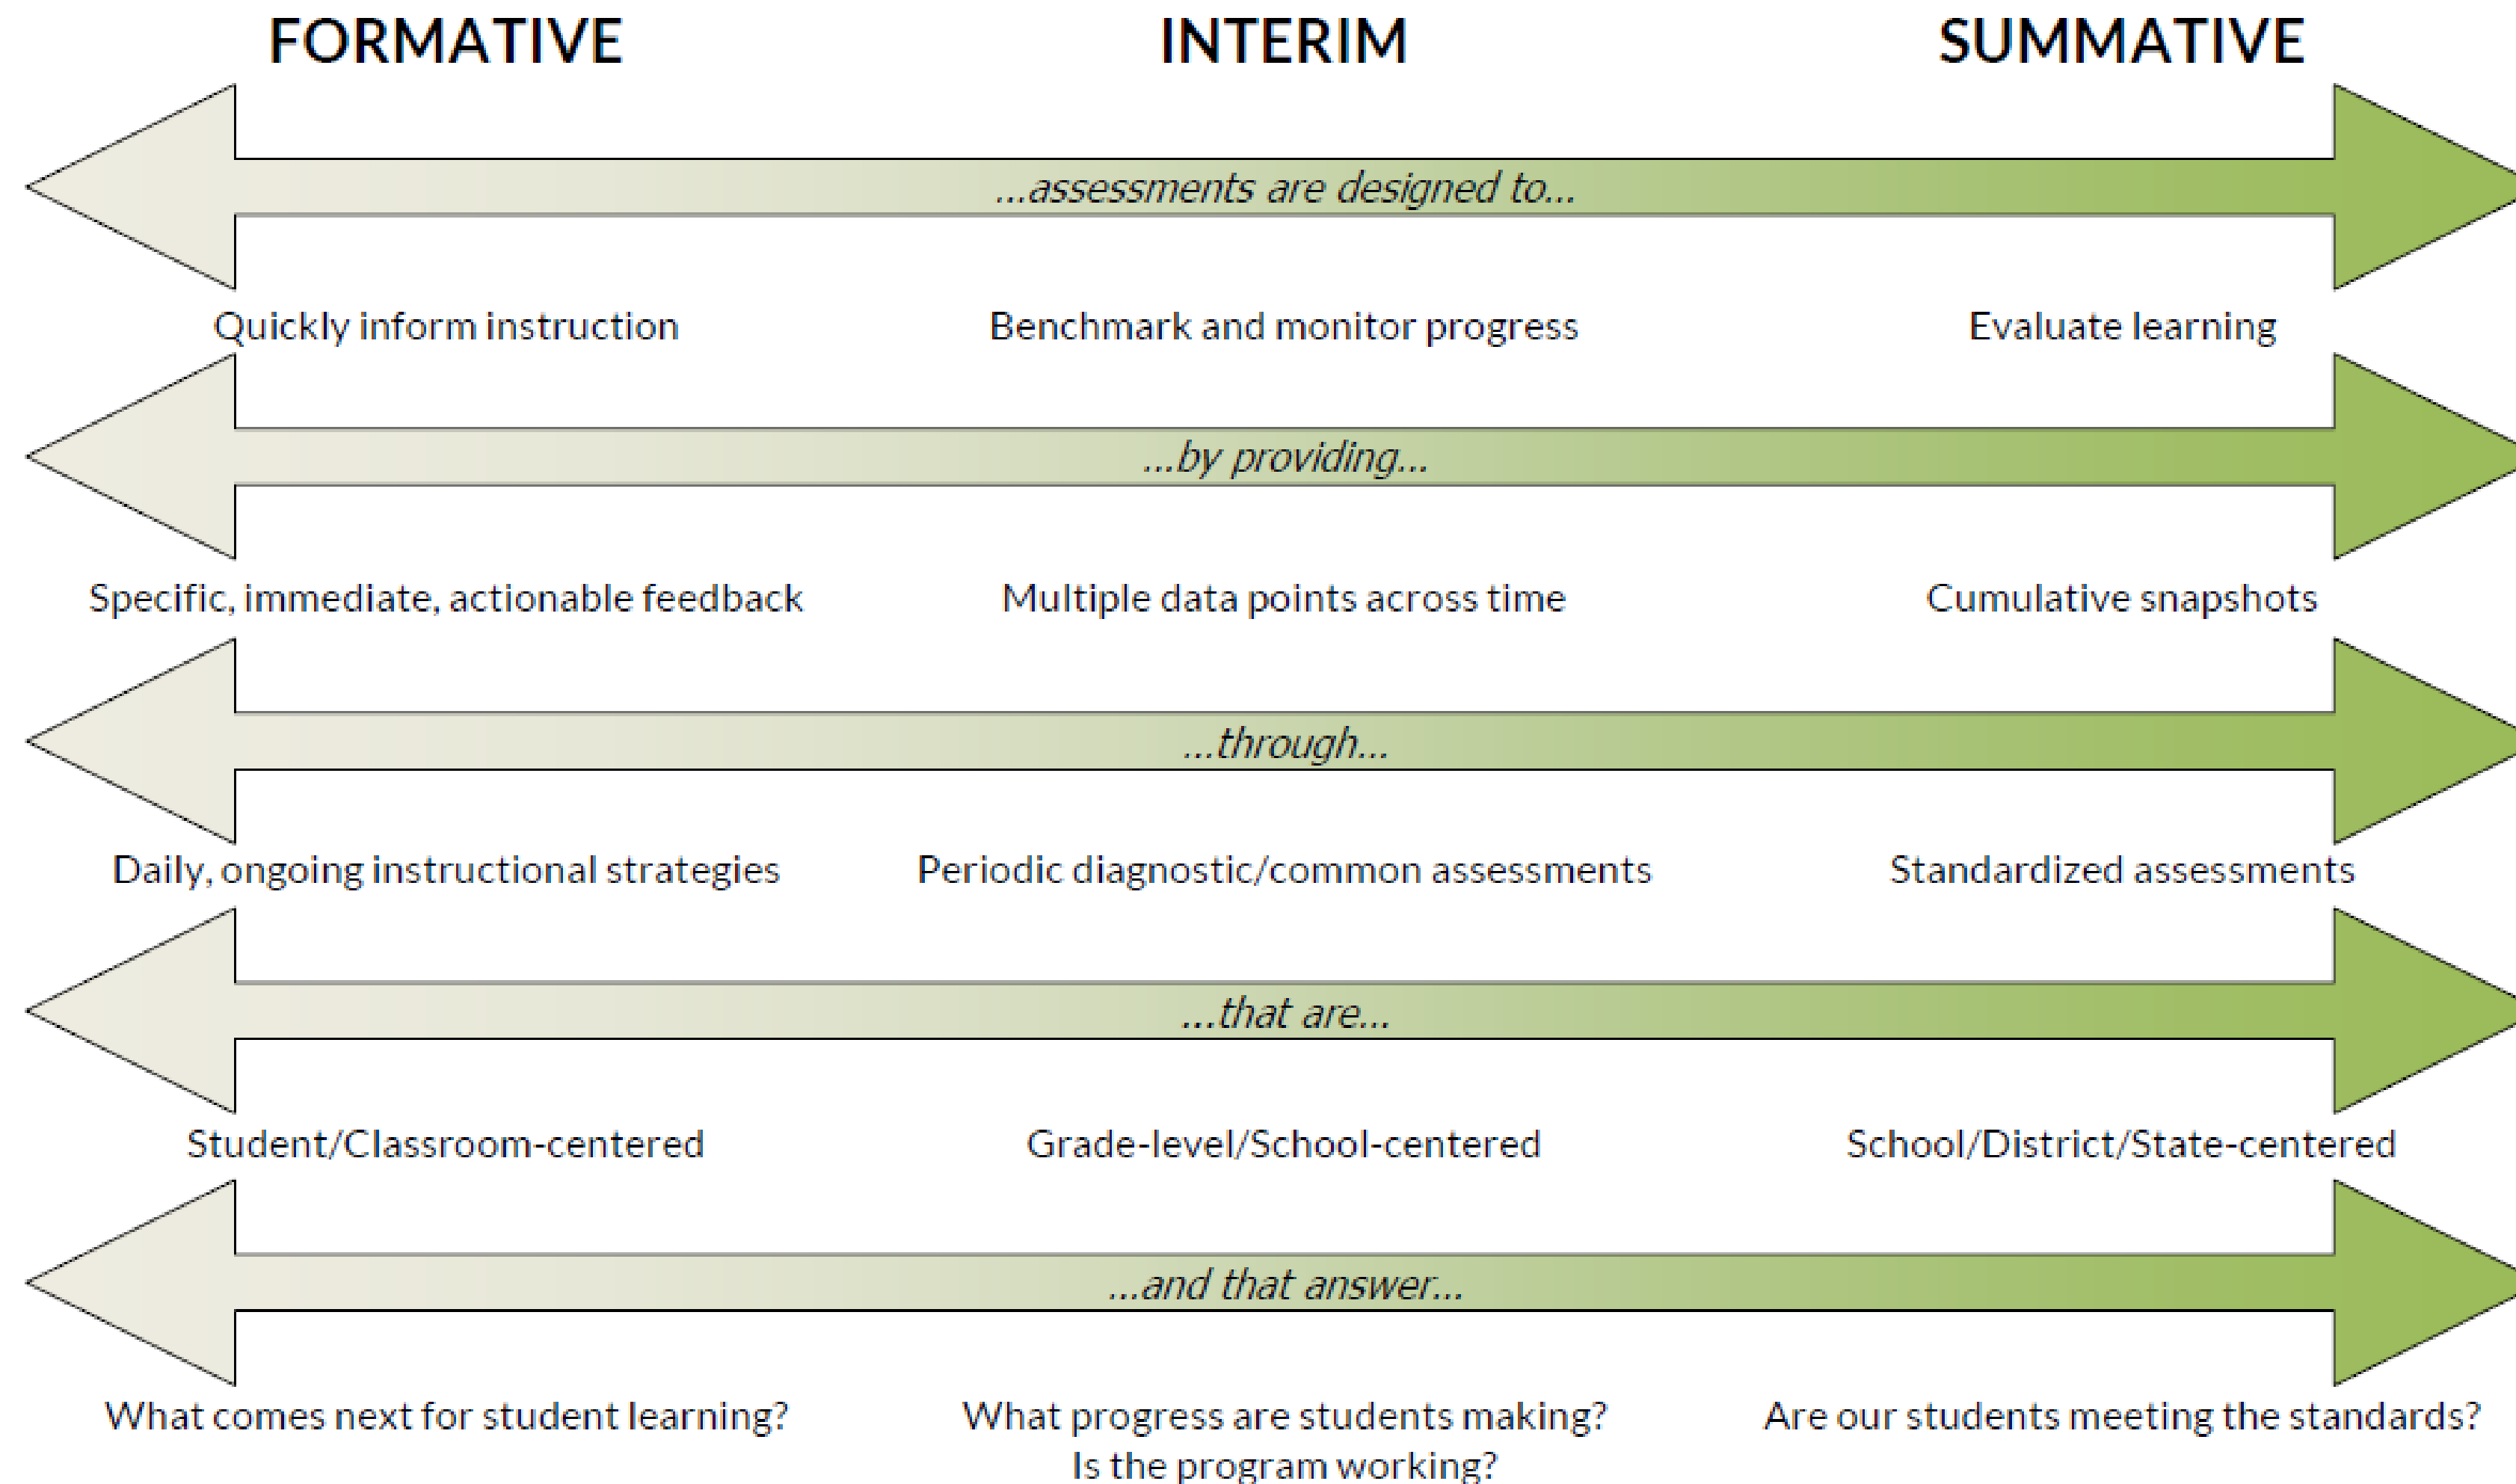 FORMATIVE INTERIM SUMMATIVE
...assessments are designed to...
Quickly inform instruction Benchmark and monitor progress Evaluate learning
...by providing...
Specific, immediate, actionable feedback Multiple data points across time Cumulative snapshots
...through...
Daily, ongoing instructional strategies Periodic diagnostic/common assessments Standardized assessments
...that are...
Student/Classroom-centered Grade-level/School-centered School/District/State-centered
...and that answer...
What comes next for student learning? What progress are students making? Are our students meeting the standards?
Is the program working?